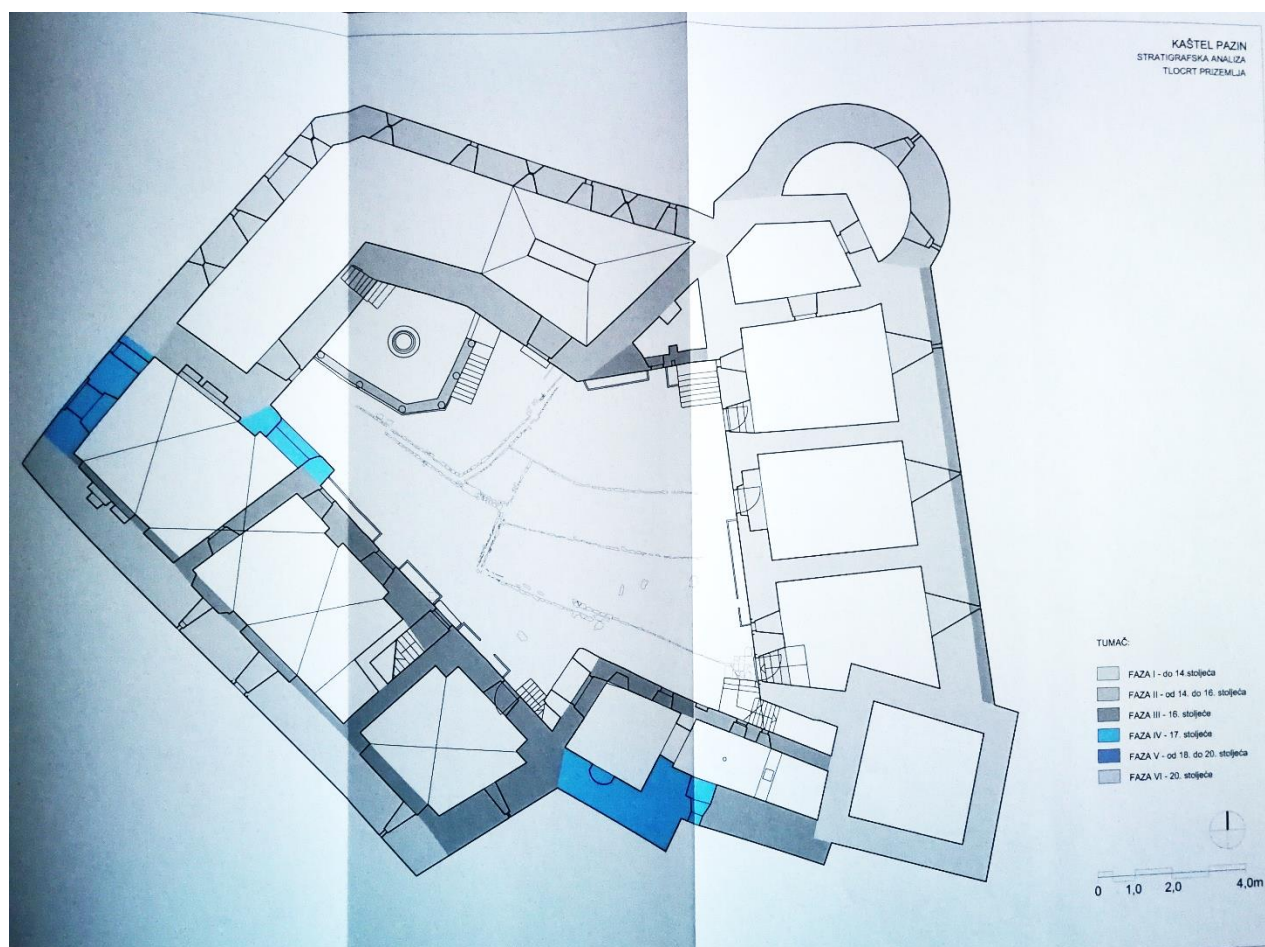 KAŠTEL PAZIN
STRATIGRAFSKA ANALIZA
TLOCRT PRIZEMLJA
TUMAČ:
FAZA I - do 14.stoljeća
FAZA II - od 14. do 16. stoljeća
FAZA III - 16. stoljeće
FAZA IV - 17. stoljeće
FAZA V - od 18. do 20. stoljeća
FAZA VI - 20. stoljeće
0 1,0 2,0 4,0m